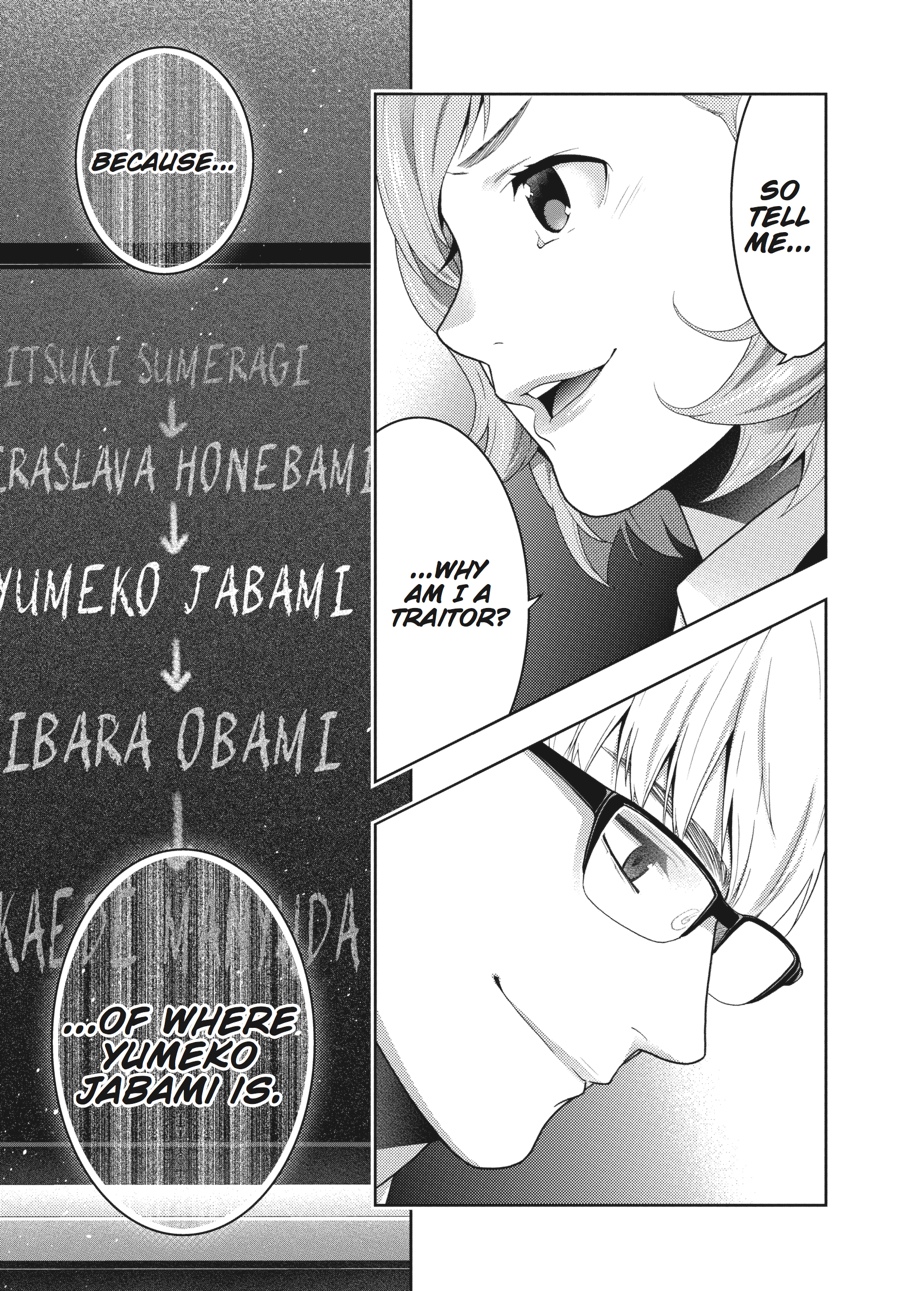 SO
TELL
ME...
...WHY
AM I A
TRAITOR?
BECAUSE...
ITSUKI SUMERAGI
ERASLAVA HONEBAMI
YUMEKO JABAMI
IBARA OBAMI
...OF WHERE
YUMEKO
JABAMI IS.